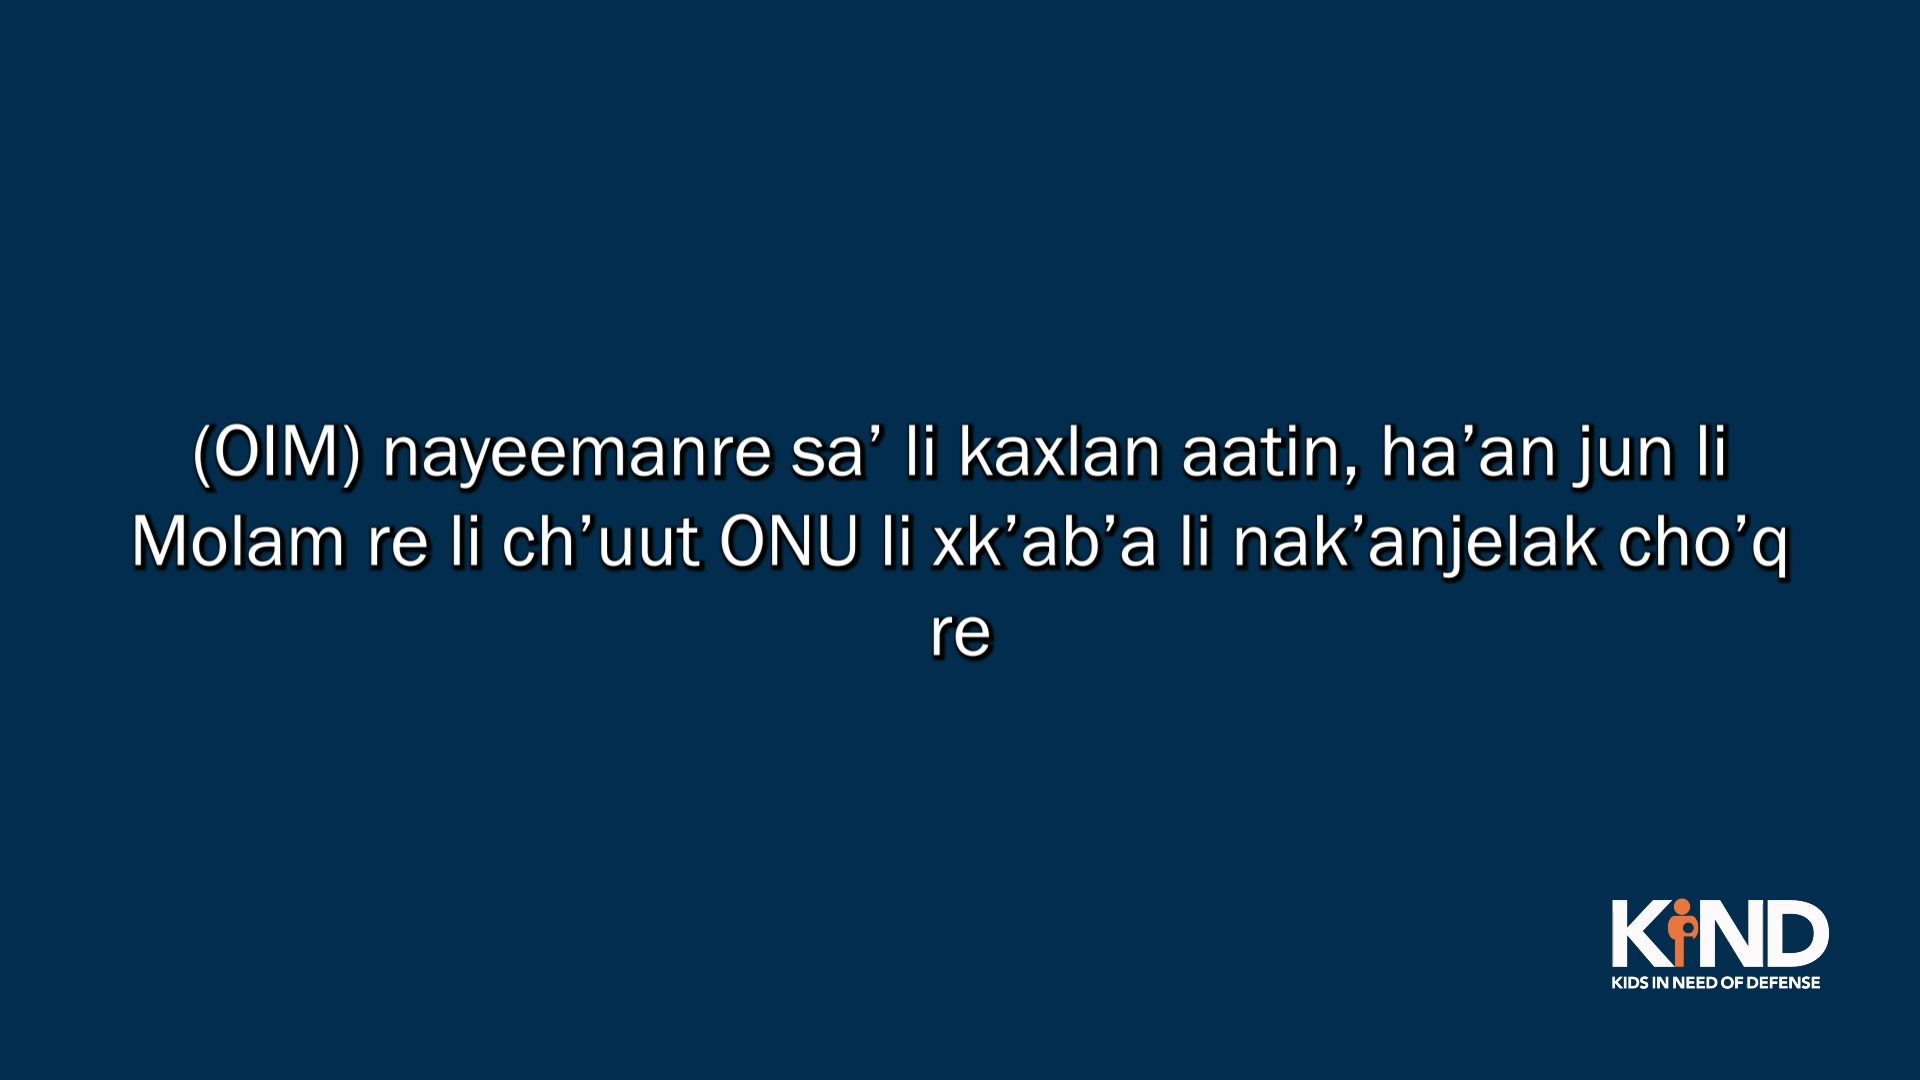 (OIM) nayeemanre sa’ li kaxlan aatin, ha’an jun li
Molam re li ch’uut ONU li xk’ab’a li nak’anjelak cho’q
re
KIND
KIDS IN NEED OF DEFENSE